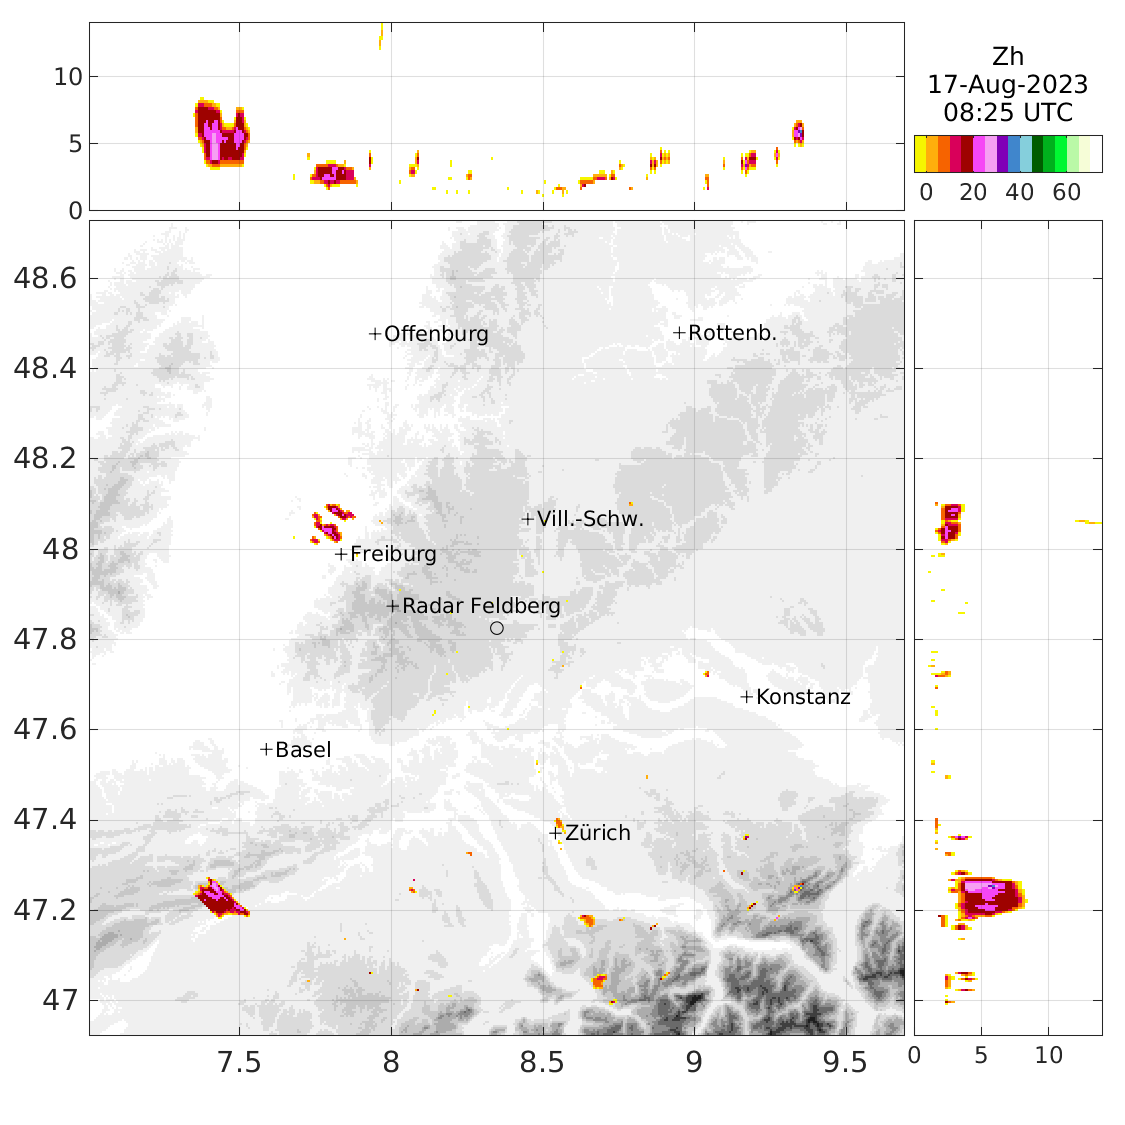 10
5
0
Zh
17-Aug-2023
08:25 UTC
0 20 40 60
48.6
48.4
48.2
48
47.8
47.6
47.4
47.2
47
Offenburg
Rottenb.
Vill.-Schw.
Freiburg
Radar Feldberg
Konstanz
Basel
Zürich
7.5 8 8.5 9 9.5
0 5 10